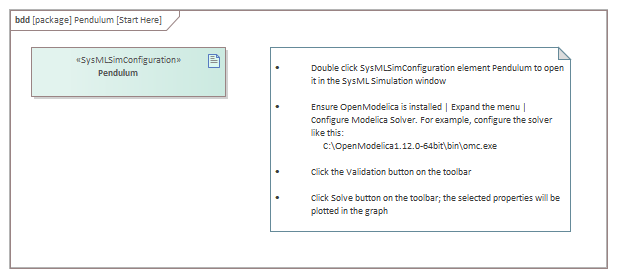 bdd [package] Pendulum [Start Here]
«SysMLSimConfiguration»
Pendulum
• Double click SysMLSimConfiguration element Pendulum to open
it in the SysML Simulation window
• Ensure OpenModelica is installed | Expand the menu |
Configure Modelica Solver. For example, configure the solver
like this:
C:\OpenModelica1.12.0-64bit\bin\omc.exe
• Click the Validation button on the toolbar
• Click Solve button on the toolbar; the selected properties will be
plotted in the graph